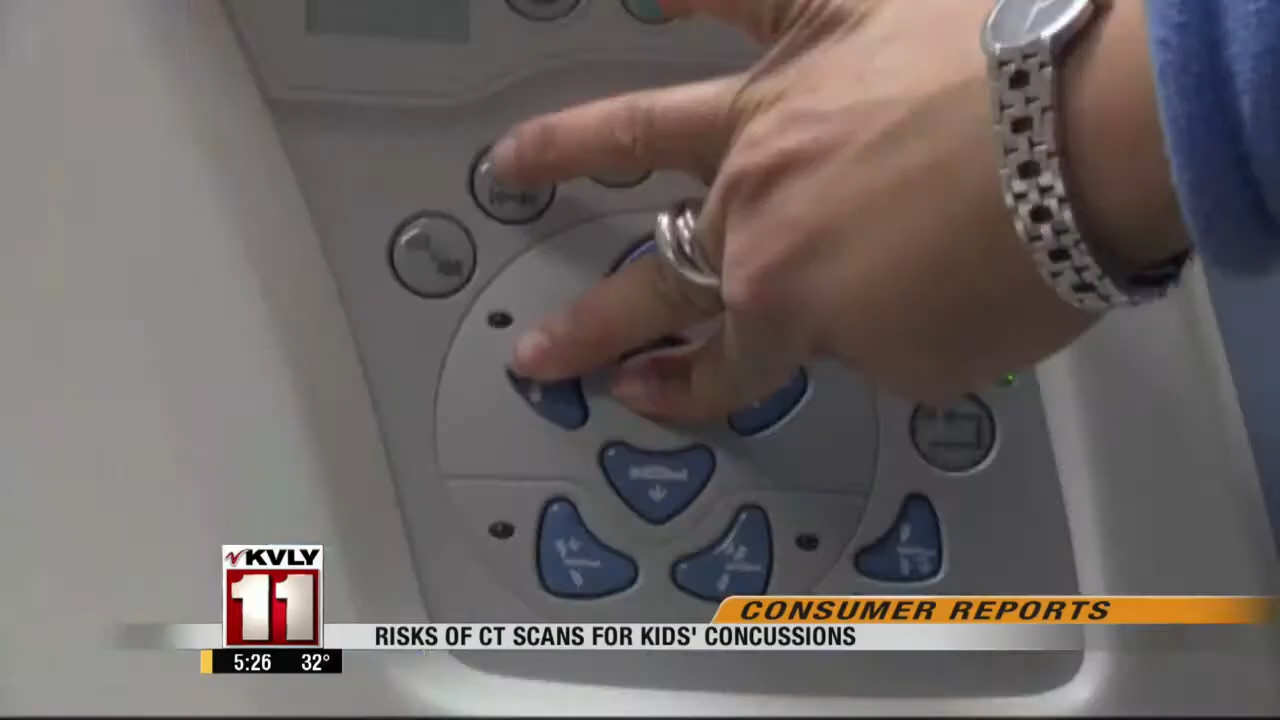 CONSUMER REPORTS
KVLY
11
RISKS OF CT SCANS FOR KIDS' CONCUSSIONS
5:26 32°